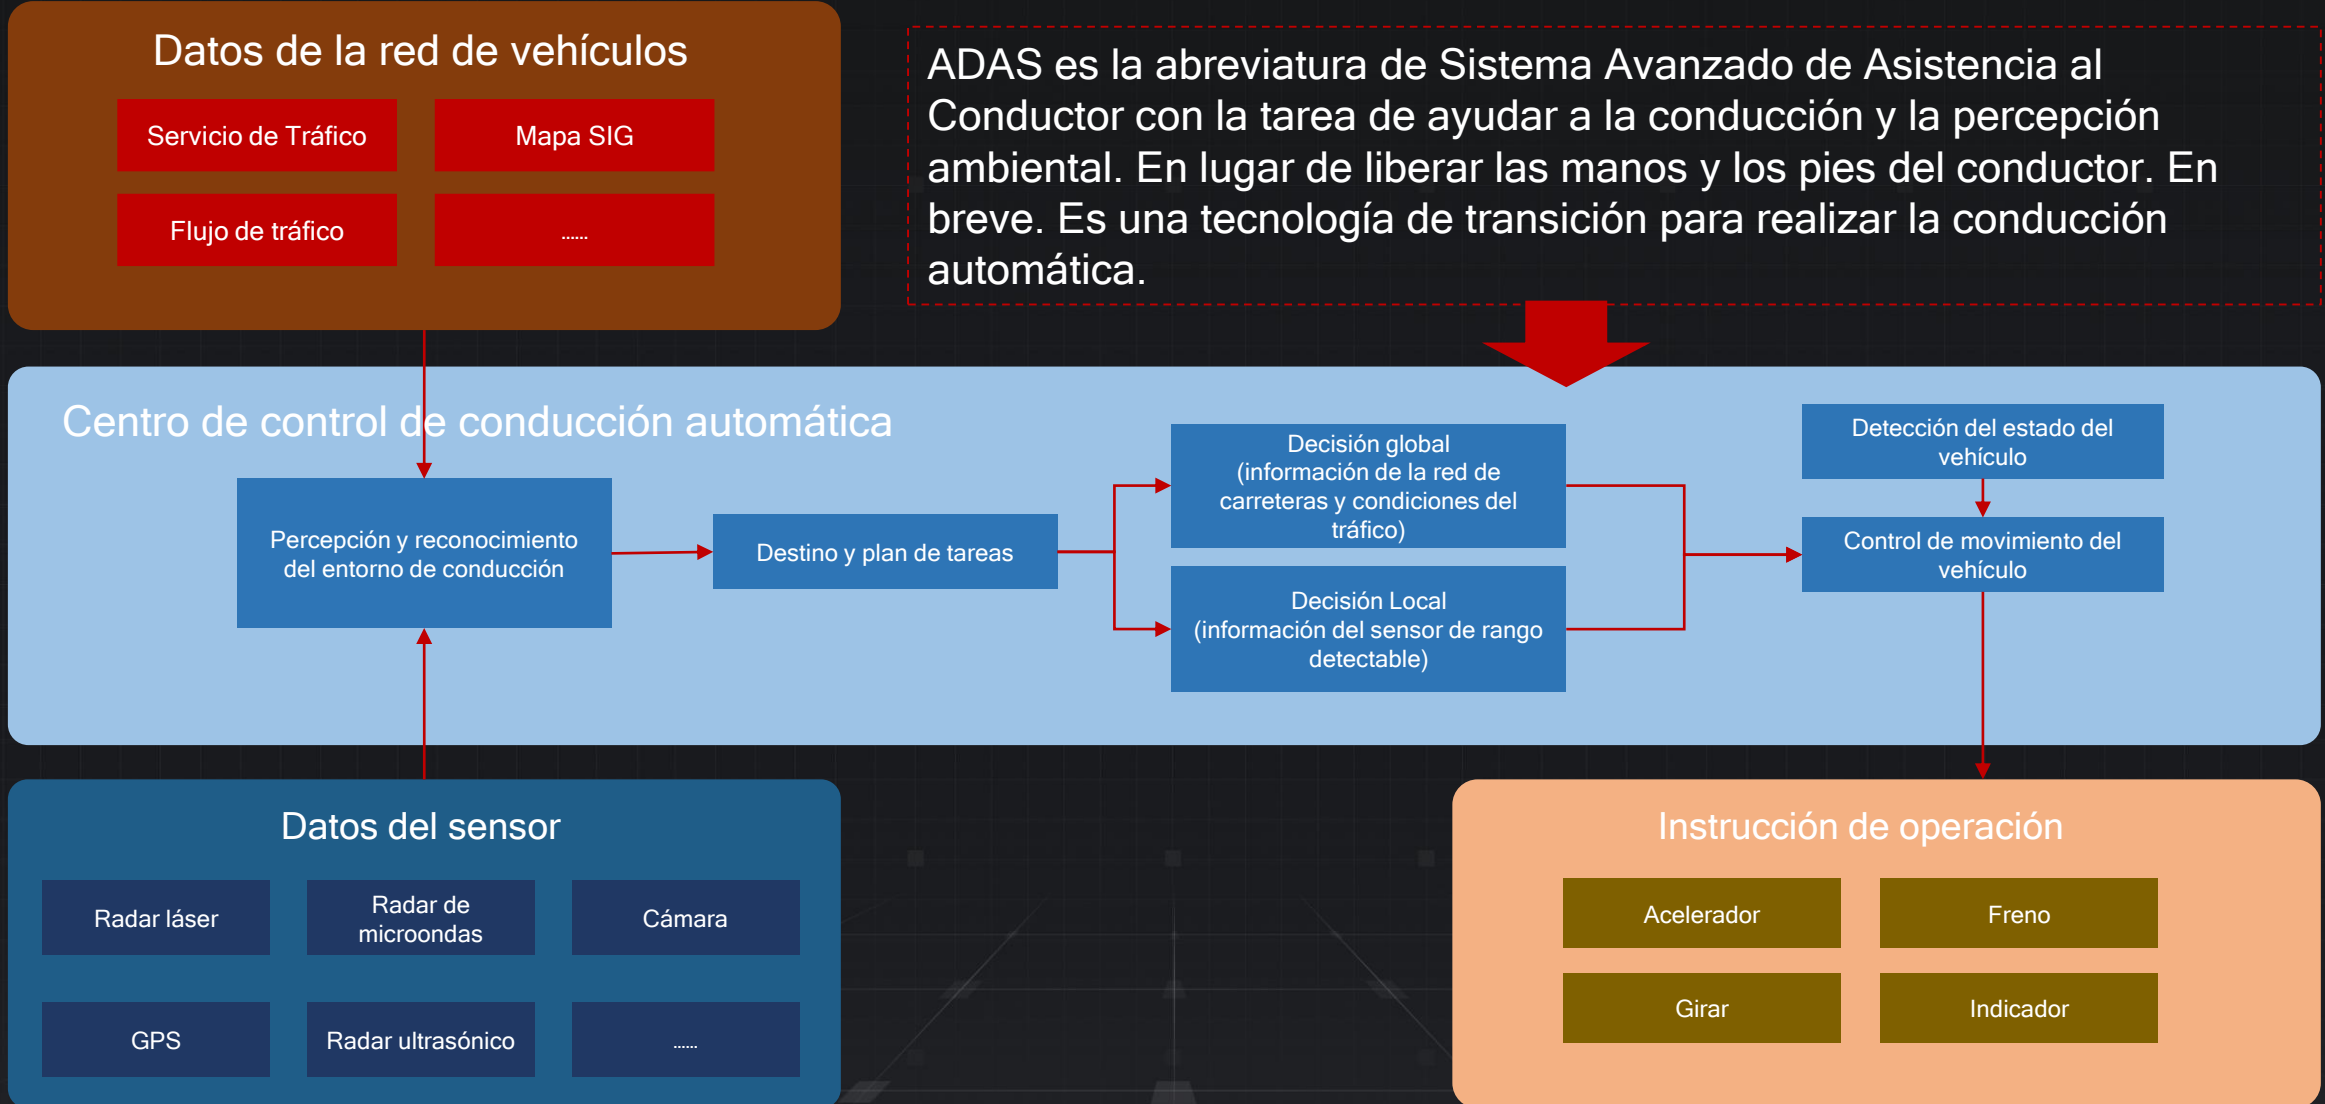 Datos de la red de vehículos
Servicio de Tráfico
Mapa SIG
Flujo de tráfico
......
ADAS es la abreviatura de Sistema Avanzado de Asistencia al
Conductor con la tarea de ayudar a la conducción y la percepción
ambiental. En lugar de liberar las manos y los pies del conductor. En
breve. Es una tecnología de transición para realizar la conducción
automática.
Centro de control de conducción automática
Percepción y reconocimiento
del entorno de conducción
Destino y plan de tareas
Decisión global
(información de la red de
carreteras y condiciones del
tráfico)
Decisión Local
(información del sensor de rango
detectable)
Detección del estado del
vehículo
Control de movimiento del
vehículo
Datos del sensor
Radar láser
Radar de
microondas
Cámara
GPS
Radar ultrasónico
......
Instrucción de operación
Acelerador
Freno
Girar
Indicador